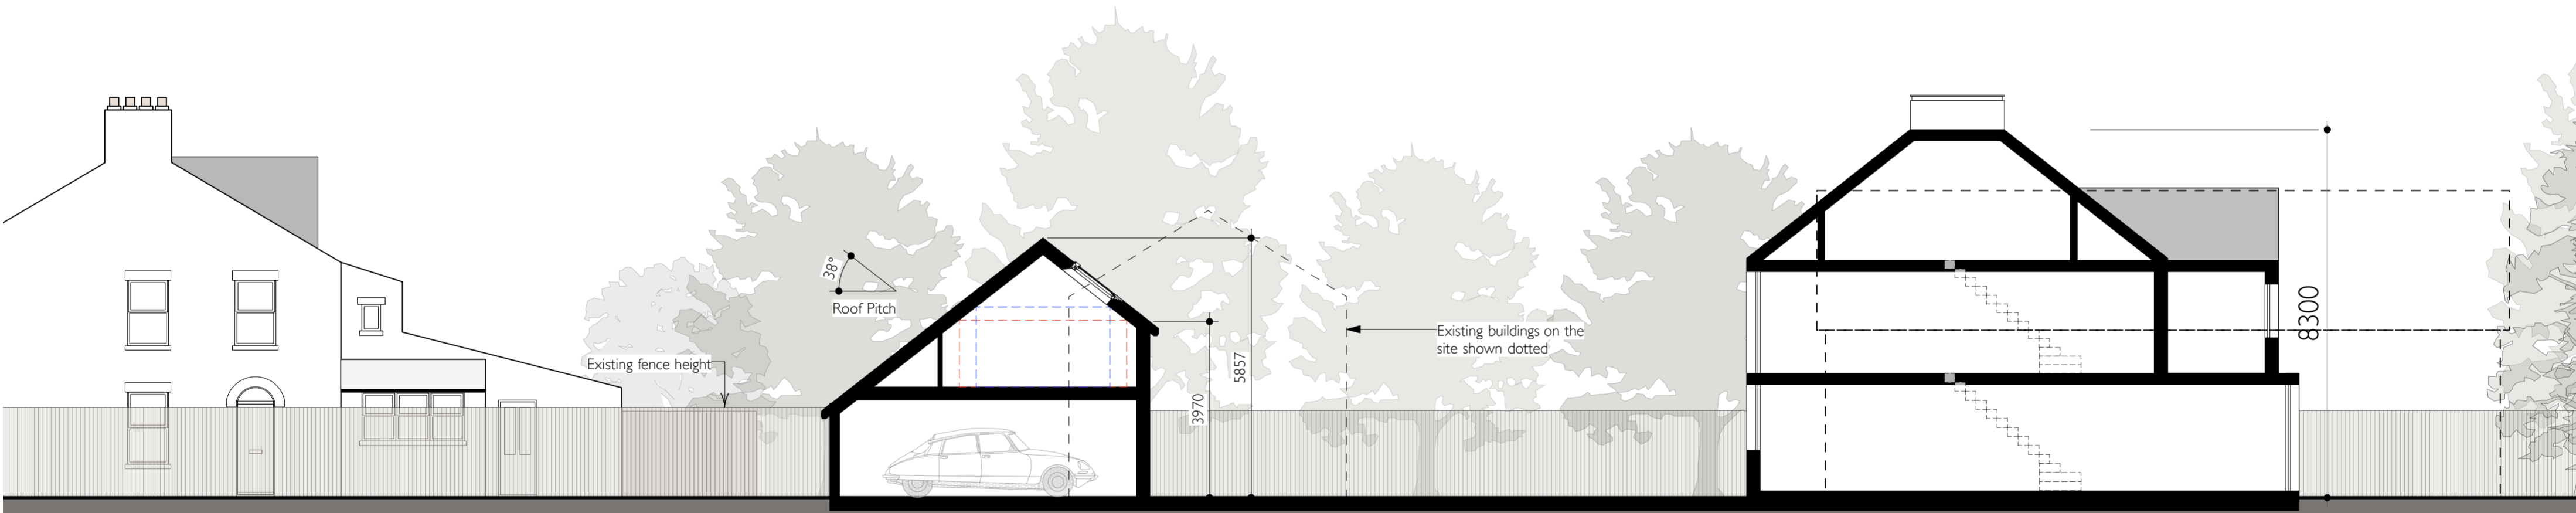 38°
Roof Pitch
Existing fence height
3970
5857
Existing buildings on the
site shown dotted
8300